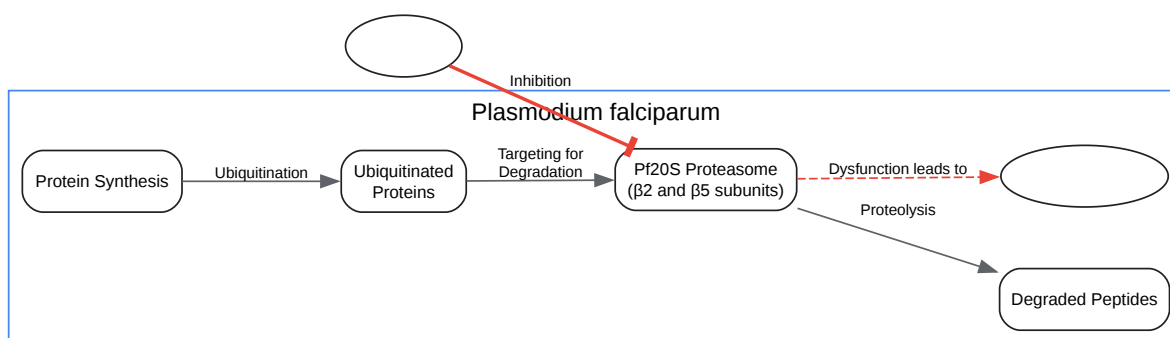 Inhibition
Plasmodium falciparum
Protein Synthesis
Ubiquitination
Ubiquitinated
Proteins
Targeting for
Degradation
Pf20S Proteasome
(β2 and β5 subunits)
Dysfunction leads to
Proteolysis
Degraded Peptides